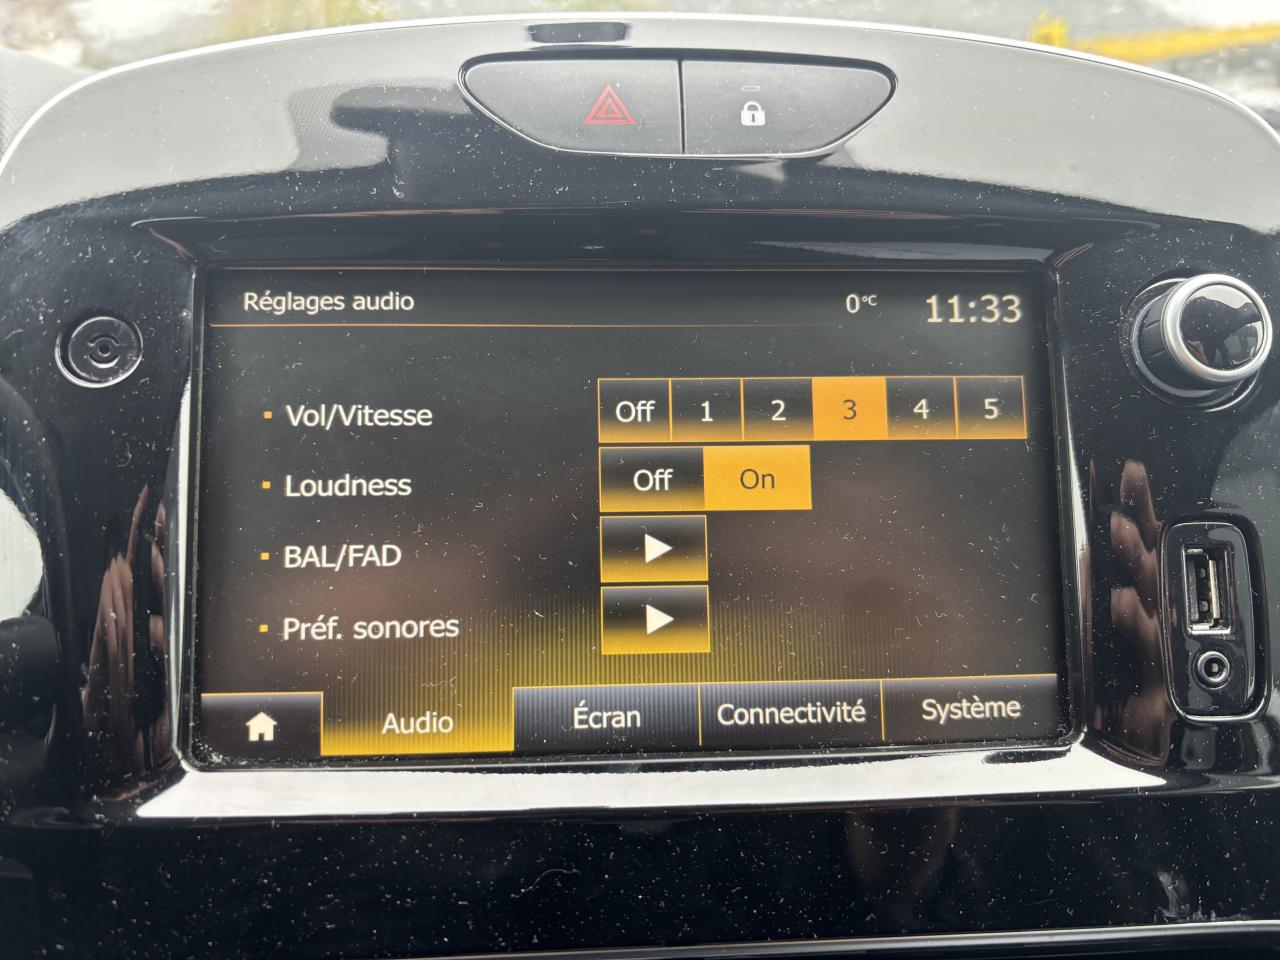 Réglages audio 0°C 11:33
Vol/Vitesse Off 1 2 3 4 5
Loudness Off On
BAL/FAD
Préf. sonores
Audio Écran Connectivité Système